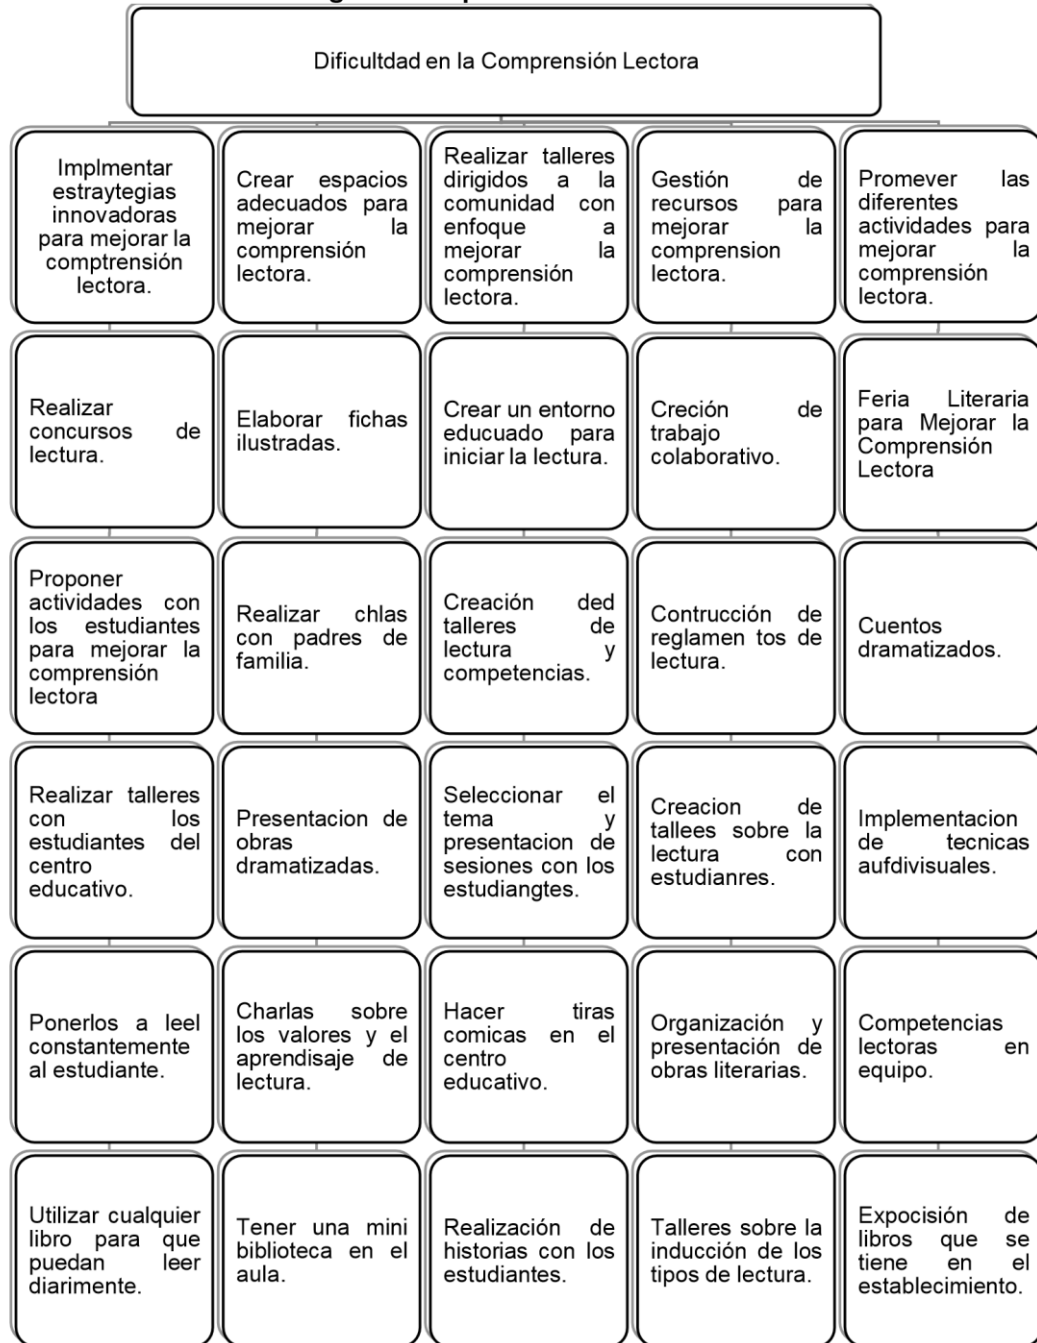 Dificultdad en la Comprensión Lectora
Implmentar
estraytegias
innovadoras
para mejorar la
comptrensión
lectora.
Crear espacios
adecuados para
mejorar la
comprensión
lectora.
Realizar talleres
dirigidos a la
comunidad con
enfoque a
mejorar la
comprensión
lectora.
Gestión de
recursos para
mejorar la
comprension
lectora.
Promever las
diferentes
actividades para
mejorar la
comprensión
lectora.
Realizar
concursos de
lectura.
Elaborar fichas
ilustradas.
Crear un entorno
educuado para
iniciar la lectura.
Creción de
trabajo
colaborativo.
Feria Literaria
para Mejorar la
Comprensión
Lectora
Proponer
actividades con
los estudiantes
para mejorar la
comprensión
lectora
Realizar chlas
con padres de
familia.
Creación ded
talleres de
lectura y
competencias.
Contrucción de
reglamen tos de
lectura.
Cuentos
dramatizados.
Realizar talleres
con los
estudiantes del
centro
educativo.
Presentacion de
obras
dramatizadas.
Seleccionar el
tema y
presentacion de
sesiones con los
estudiangtes.
Creacion de
tallees sobre la
lectura con
estudianres.
Implementacion
de tecnicas
aufdivisuales.
Ponerlos a leel
constantemente
al estudiante.
Charlas sobre
los valores y el
aprendisaje de
lectura.
Hacer tiras
comicas en el
centro
educativo.
Organización y
presentación de
obras literarias.
Competencias
lectoras en
equipo.
Utilizar cualquier
libro para que
puedan leer
diarimente.
Tener una mini
biblioteca en el
aula.
Realización de
historias con los
estudiantes.
Talleres sobre la
inducción de los
tipos de lectura.
Expocisión de
libros que se
tiene en el
establecimiento.